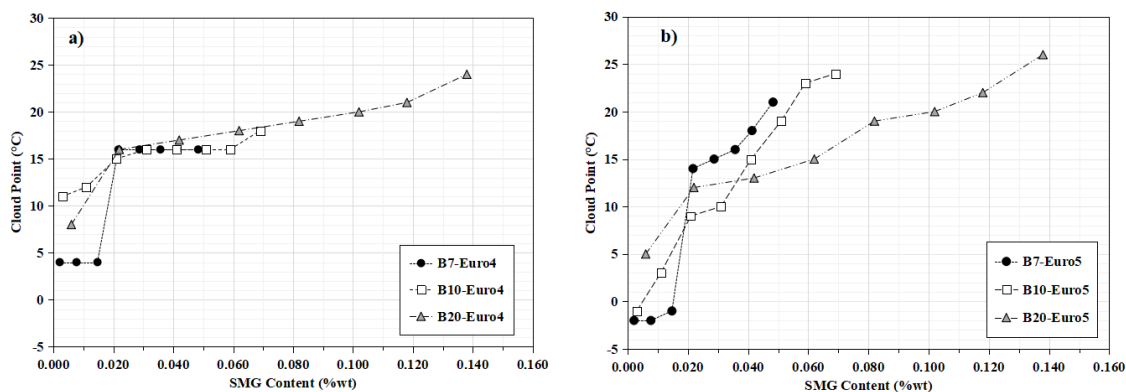 a)
30
25
20
15
10
5
0
-5
Cloud Point (°C)
0.000 0.020 0.040 0.060 0.080 0.100 0.120 0.140 0.160
SMG Content (%wt)
B7-Euro4
B10-Euro4
B20-Euro4
b)
30
25
20
15
10
5
0
-5
Cloud Point (°C)
0.000 0.020 0.040 0.060 0.080 0.100 0.120 0.140 0.160
SMG Content (%wt)
B7-Euro5
B10-Euro5
B20-Euro5